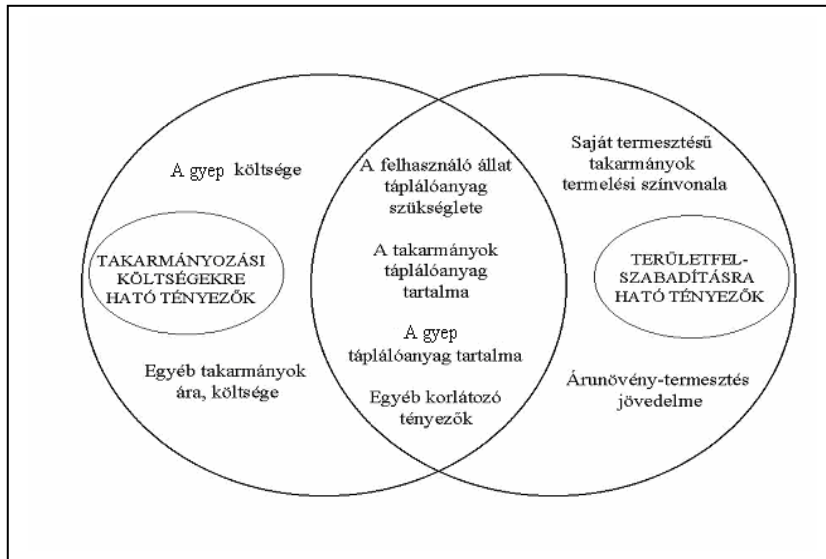 A gyep költsége
TAKARMÁNYOZÁSI
KÖLTSÉGEKRE
HATÓ TÉNYEZŐK
Egyéb takarmányok
ára, költsége
A felhasználó állat
táplálóanyag
szükséglete
A takarmányok
táplálóanyag
tartalma
A gyep
táplálóanyag tartalma
Egyéb korlátozó
tényezők
Saját termesztésű
takarmányok
termelési színvonala
TERÜLETFEL-
SZABADÍTÁSRA
HATÓ TÉNYEZŐK
Árunövény-termesztés
jövedelme